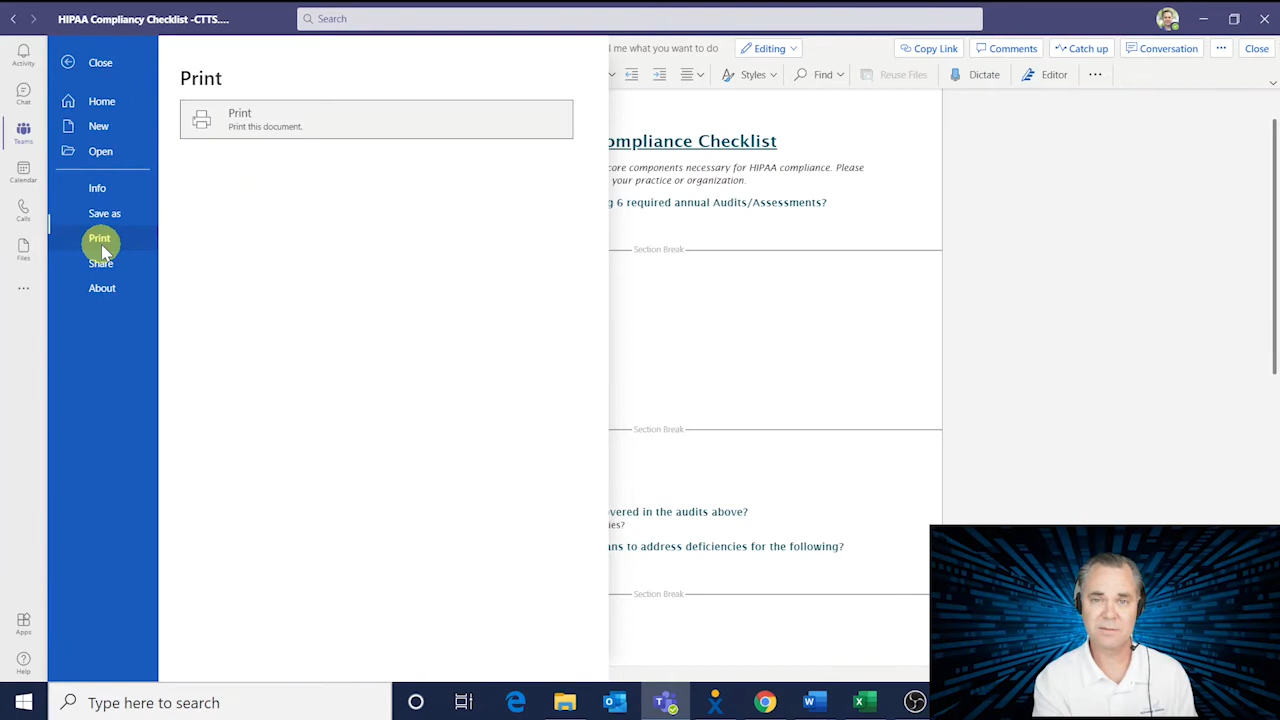 HIPAA Compliancy Checklist -CTTS....
Search
Activity
Chat
Teams
Calendar
Calls
Files
Apps
Help
Close
Home
New
Open
Info
Save as
Print
Share
About
Print
Print
Print this document.
l me what you want to do
Editing
Copy Link
Comments
Catch up
Conversation
Close
Styles
Find
Reuse Files
Dictate
Editor
ompliance Checklist
core components necessary for HIPAA compliance. Please
your practice or organization.
g 6 required annual Audits/Assessments?
Section Break
Section Break
vered in the audits above?
ies?
ans to address deficiencies for the following?
Section Break
Type here to search